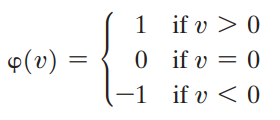 1 if v > 0
φ(v) = { 0 if v = 0
−1 if v < 0